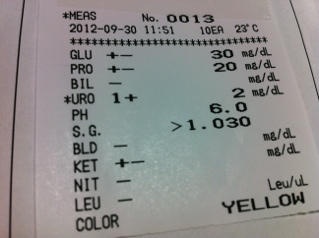 *MEAS No. 0013
2012-09-30 11:51 10EA 23°C
************************************
GLU +- 30 mg/dL
PRO +- 20 mg/dL
BIL -
*URO 1+ 2 mg/dL
PH 6.0
S.G. >1.030
BLD - mg/dL
KET +- mg/dL
NIT -
LEU - Leu/uL
COLOR YELLOW